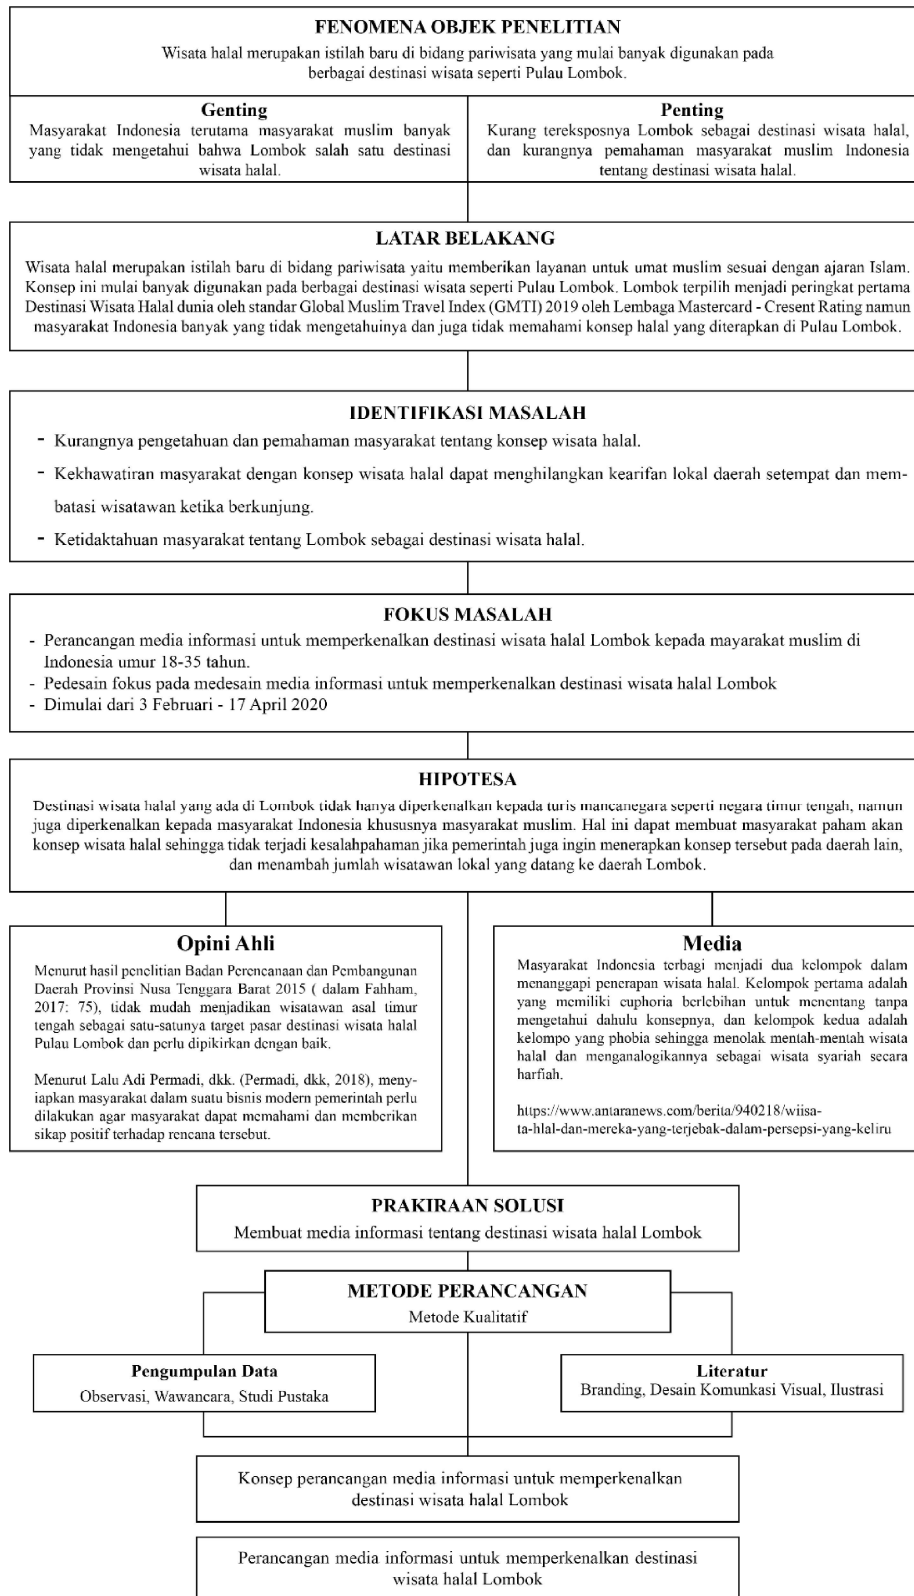 FENOMENA OBJEK PENELITIAN
Wisata halal merupakan istilah baru di bidang pariwisata yang mulai banyak digunakan pada
berbagai destinasi wisata seperti Pulau Lombok.
Genting
Masyarakat Indonesia terutama masyarakat muslim banyak
yang tidak mengetahui bahwa Lombok salah satu destinasi
wisata halal.
Penting
Kurang tereksposnya Lombok sebagai destinasi wisata halal,
dan kurangnya pemahaman masyarakat muslim Indonesia
tentang destinasi wisata halal.
LATAR BELAKANG
Wisata halal merupakan istilah baru di bidang pariwisata yaitu memberikan layanan untuk umat muslim sesuai dengan ajaran Islam.
Konsep ini mulai banyak digunakan pada berbagai destinasi wisata seperti Pulau Lombok. Lombok terpilih menjadi peringkat pertama
Destinasi Wisata Halal dunia oleh standar Global Muslim Travel Index (GMTI) 2019 oleh Lembaga Mastercard - Cresent Rating namun
masyarakat Indonesia banyak yang tidak mengetahuinya dan juga tidak memahami konsep halal yang diterapkan di Pulau Lombok.
IDENTIFIKASI MASALAH
- Kurangnya pengetahuan dan pemahaman masyarakat tentang konsep wisata halal.
- Kekhawatiran masyarakat dengan konsep wisata halal dapat menghilangkan kearifan lokal daerah setempat dan mem-
batasi wisatawan ketika berkunjung.
- Ketidaktahuan masyarakat tentang Lombok sebagai destinasi wisata halal.
FOKUS MASALAH
- Perancangan media informasi untuk memperkenalkan destinasi wisata halal Lombok kepada mayarakat muslim di
Indonesia umur 18-35 tahun.
- Pedesain fokus pada medesain media informasi untuk memperkenalkan destinasi wisata halal Lombok
- Dimulai dari 3 Februari - 17 April 2020
HIPOTESA
Destinasi wisata halal yang ada di Lombok tidak hanya diperkenalkan kepada turis mancanegara seperti negara timur tengah, namun
juga diperkenalkan kepada masyarakat Indonesia khususnya masyarakat muslim. Hal ini dapat membuat masyarakat paham akan
konsep wisata halal sehingga tidak terjadi kesalahpahaman jika pemerintah juga ingin menerapkan konsep tersebut pada daerah lain,
dan menambah jumlah wisatawan lokal yang datang ke daerah Lombok.
Opini Ahli
Menurut hasil penelitian Badan Perencanaan dan Pembangunan
Daerah Provinsi Nusa Tenggara Barat 2015 ( dalam Fahham,
2017: 75), tidak mudah menjadikan wisatawan asal timur
tengah sebagai satu-satunya target pasar destinasi wisata halal
Pulau Lombok dan perlu dipikirkan dengan baik.
Menurut Lalu Adi Permadi, dkk. (Permadi, dkk, 2018), meny-
iapkan masyarakat dalam suatu bisnis modern pemerintah perlu
dilakukan agar masyarakat dapat memahami dan memberikan
sikap positif terhadap rencana tersebut.
Media
Masyarakat Indonesia terbagi menjadi dua kelompok dalam
menanggapi penerapan wisata halal. Kelompok pertama adalah
yang memiliki euphoria berlebihan untuk menentang tanpa
mengetahui dahulu konsepnya, dan kelompok kedua adalah
kelompo yang phobia sehingga menolak mentah-mentah wisata
halal dan menganalogikannya sebagai wisata syariah secara
harfiah.
https://www.antaranews.com/berita/940218/wiisa-
ta-hlal-dan-mereka-yang-terjebak-dalam-persepsi-yang-keliru
PRAKIRAAN SOLUSI
Membuat media informasi tentang destinasi wisata halal Lombok
METODE PERANCANGAN
Metode Kualitatif
Pengumpulan Data
Observasi, Wawancara, Studi Pustaka
Literatur
Branding, Desain Komunkasi Visual, Ilustrasi
Konsep perancangan media informasi untuk memperkenalkan
destinasi wisata halal Lombok
Perancangan media informasi untuk memperkenalkan destinasi
wisata halal Lombok